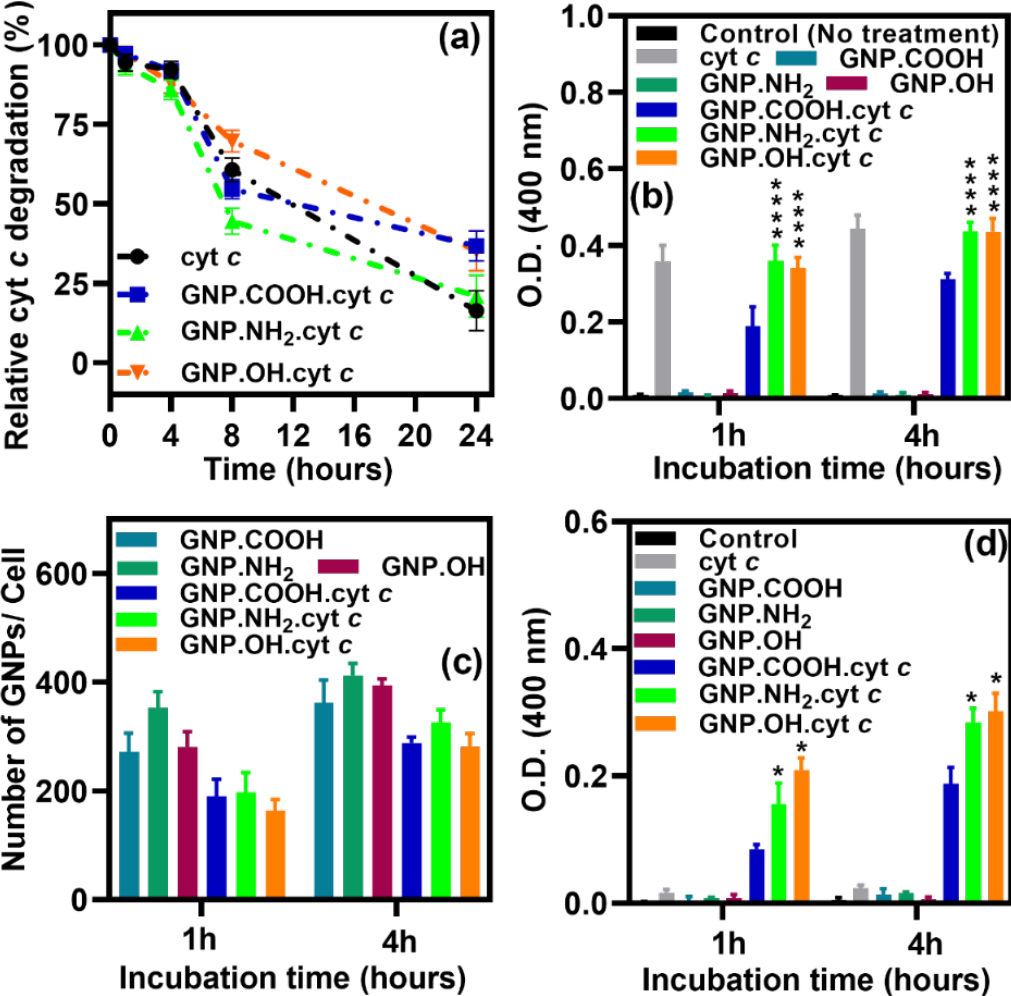 Relative cyt c degradation (%)
100
75
50
25
0
(a)
cyt c
GNP.COOH.cyt c
GNP.NH2.cyt c
GNP.OH.cyt c
0 4 8 12 16 20 24
Time (hours)
O.D. (400 nm)
1.0
0.8
0.6
0.4
0.2
0.0
Control (No treatment)
cyt c GNP.COOH
GNP.NH2 GNP.OH
GNP.COOH.cyt c
GNP.NH2.cyt c
GNP.OH.cyt c
(b)
**** **** **** ****
1h 4h
Incubation time (hours)
Number of GNPs/ Cell
600
400
200
0
GNP.COOH
GNP.NH2 GNP.OH
GNP.COOH.cyt c
GNP.NH2.cyt c
GNP.OH.cyt c
(c)
1h 4h
Incubation time (hours)
O.D. (400 nm)
0.6
0.4
0.2
0.0
Control
cyt c
GNP.COOH
GNP.NH2
GNP.OH
GNP.COOH.cyt c
GNP.NH2.cyt c
GNP.OH.cyt c
(d)
* * * *
1h 4h
Incubation time (hours)